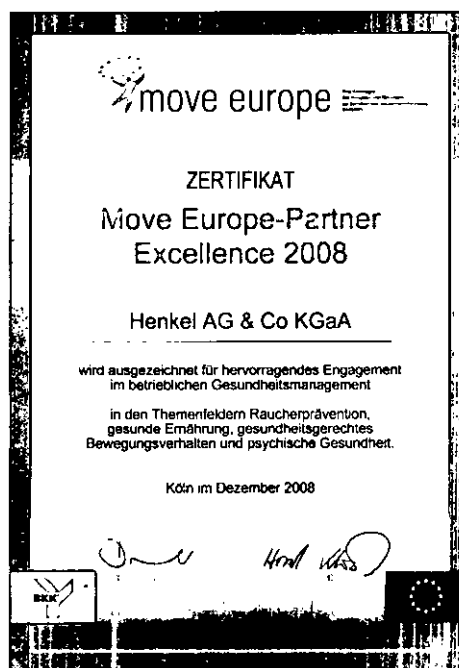 move europe
ZERTIFIKAT
Move Europe-Partner
Excellence 2008
Henkel AG & Co KGaA
wird ausgezeichnet für hervorragendes Engagement
im betrieblichen Gesundheitsmanagement
in den Themenfeldern Raucherprävention,
gesunde Ernährung, gesundheitsgerechtes
Bewegungsverhalten und psychische Gesundheit.
Köln im Dezember 2008
BKK